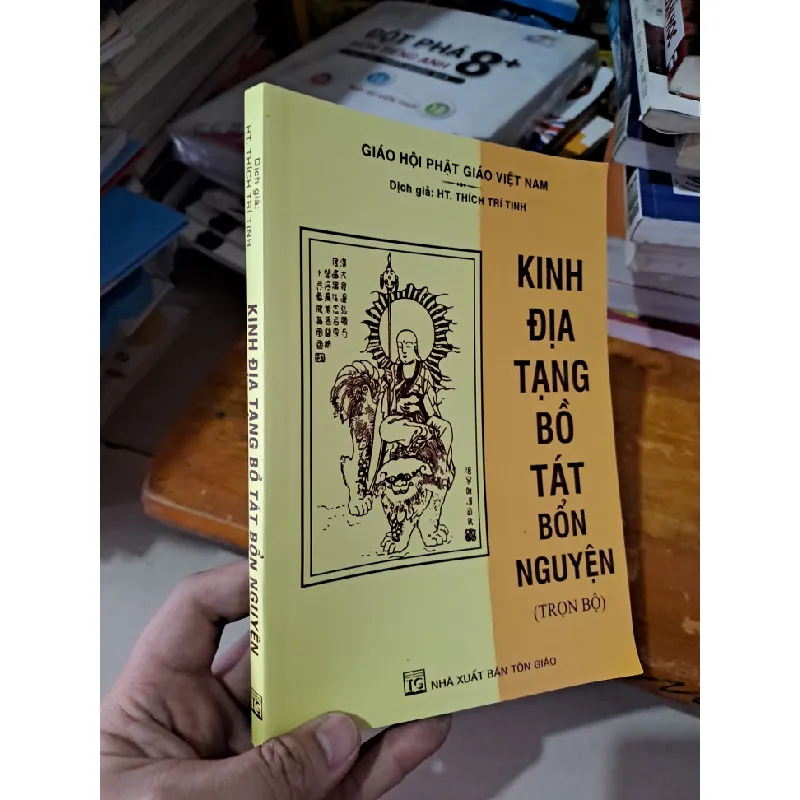 GIÁO HỘI PHẬT GIÁO VIỆT NAM
Dịch giả: HT. THÍCH TRÍ TỊNH
KINH
ĐỊA
TẠNG
BỒ
TÁT
BỔN
NGUYỆN
(TRỌN BỘ)
TG NHÀ XUẤT BẢN TÔN GIÁO
Dịch giả:
HT. THÍCH TRÍ TỊNH
KINH ĐỊA TẠNG BỒ TÁT BỔN NGUYỆN
TG
ĐỘT PHÁ 8+